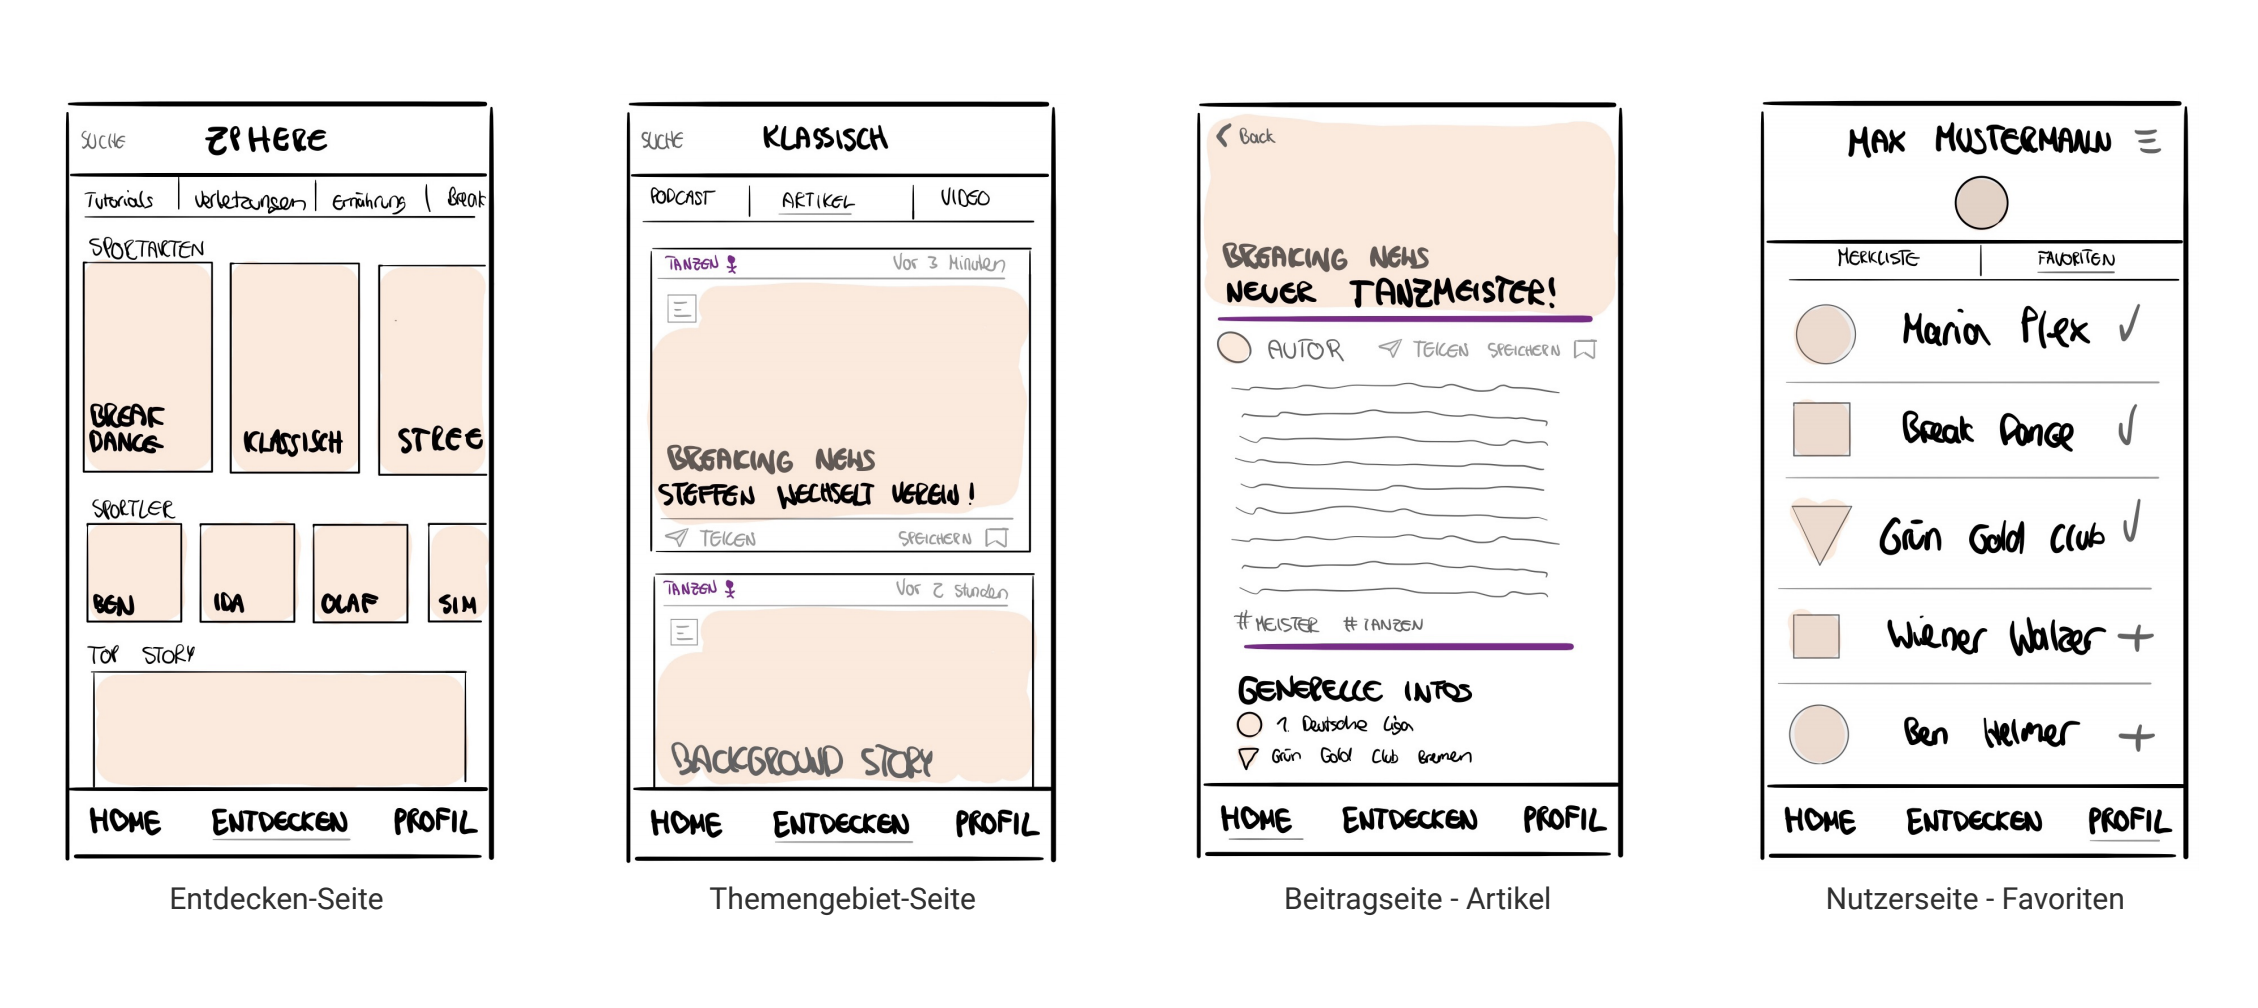 SUCHE ZPHERE
Tutorials Verletzungen Ernährung Break
SPORTARTEN
BREAK
DANCE
KLASSISCH
STREE
SPORTLER
BEN IDA OLAF SIM
TOP STORY
HOME ENTDECKEN PROFIL
Entdecken-Seite
SUCHE KLASSISCH
PODCAST ARTIKEL VIDEO
TANZEN Vor 3 Minuten
BREAKING NEWS
STEFFEN WECHSELT VEREIN!
TEILEN SPEICHERN
TANZEN Vor 2 Stunden
BACKGROUND STORY
HOME ENTDECKEN PROFIL
Themengebiet-Seite
Back
BREAKING NEWS
NEUER TANZMEISTER!
AUTOR TEILEN SPEICHERN
#MEISTER #TANZEN
GENERELLE INFOS
1. Deutsche Liga
Grün Gold Club Bremen
HOME ENTDECKEN PROFIL
Beitragseite - Artikel
MAX MUSTERMANN
MERKLISTE FAVORITEN
Maria Plex
Break Dance
Grün Gold Club
Wiener Walzer
Ben Helmer
HOME ENTDECKEN PROFIL
Nutzerseite - Favoriten